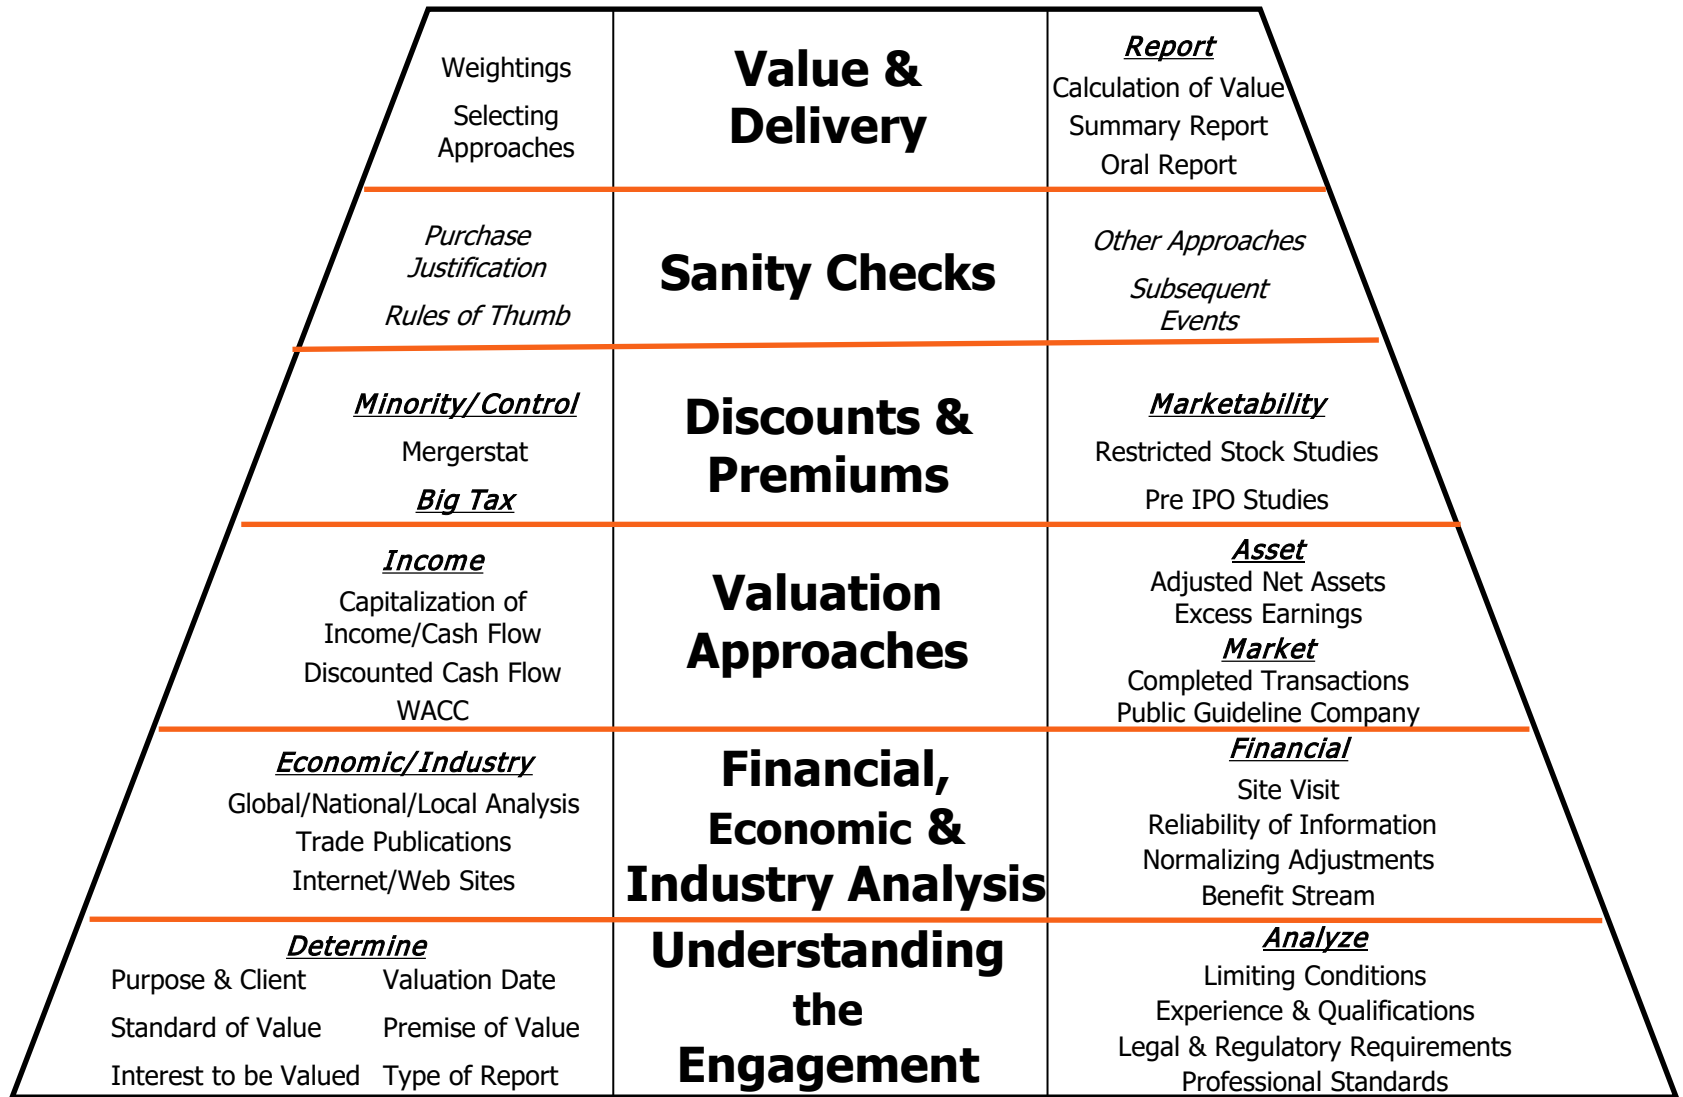 Weightings
Selecting
Approaches
Value &
Delivery
Report
Calculation of Value
Summary Report
Oral Report
Purchase
Justification
Rules of Thumb
Sanity Checks
Other Approaches
Subsequent
Events
Minority/Control
Mergerstat
Big Tax
Discounts &
Premiums
Marketability
Restricted Stock Studies
Pre IPO Studies
Income
Capitalization of
Income/Cash Flow
Discounted Cash Flow
WACC
Valuation
Approaches
Asset
Adjusted Net Assets
Excess Earnings
Market
Completed Transactions
Public Guideline Company
Economic/Industry
Global/National/Local Analysis
Trade Publications
Internet/Web Sites
Financial,
Economic &
Industry Analysis
Financial
Site Visit
Reliability of Information
Normalizing Adjustments
Benefit Stream
Determine
Purpose & Client Valuation Date
Standard of Value Premise of Value
Interest to be Valued Type of Report
Understanding
the
Engagement
Analyze
Limiting Conditions
Experience & Qualifications
Legal & Regulatory Requirements
Professional Standards